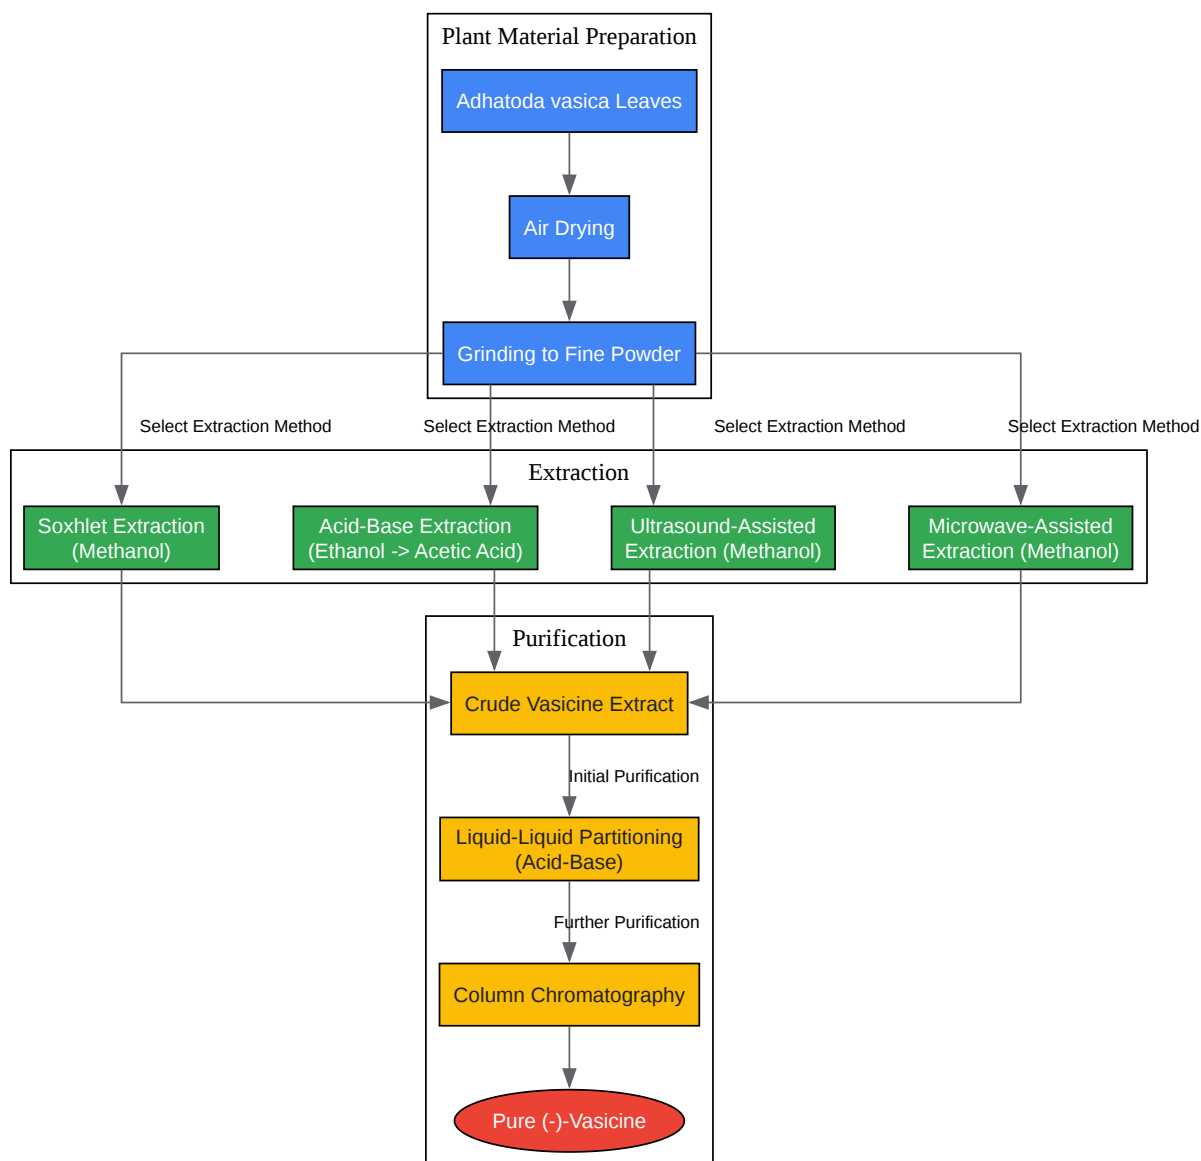 Plant Material Preparation
Adhatoda vasica Leaves
Air Drying
Grinding to Fine Powder
Select Extraction Method
Select Extraction Method
Select Extraction Method
Select Extraction Method
Extraction
Soxhlet Extraction
(Methanol)
Acid-Base Extraction
(Ethanol -> Acetic Acid)
Ultrasound-Assisted
Extraction (Methanol)
Microwave-Assisted
Extraction (Methanol)
Purification
Crude Vasicine Extract
Initial Purification
Liquid-Liquid Partitioning
(Acid-Base)
Further Purification
Column Chromatography
Pure (-)-Vasicine